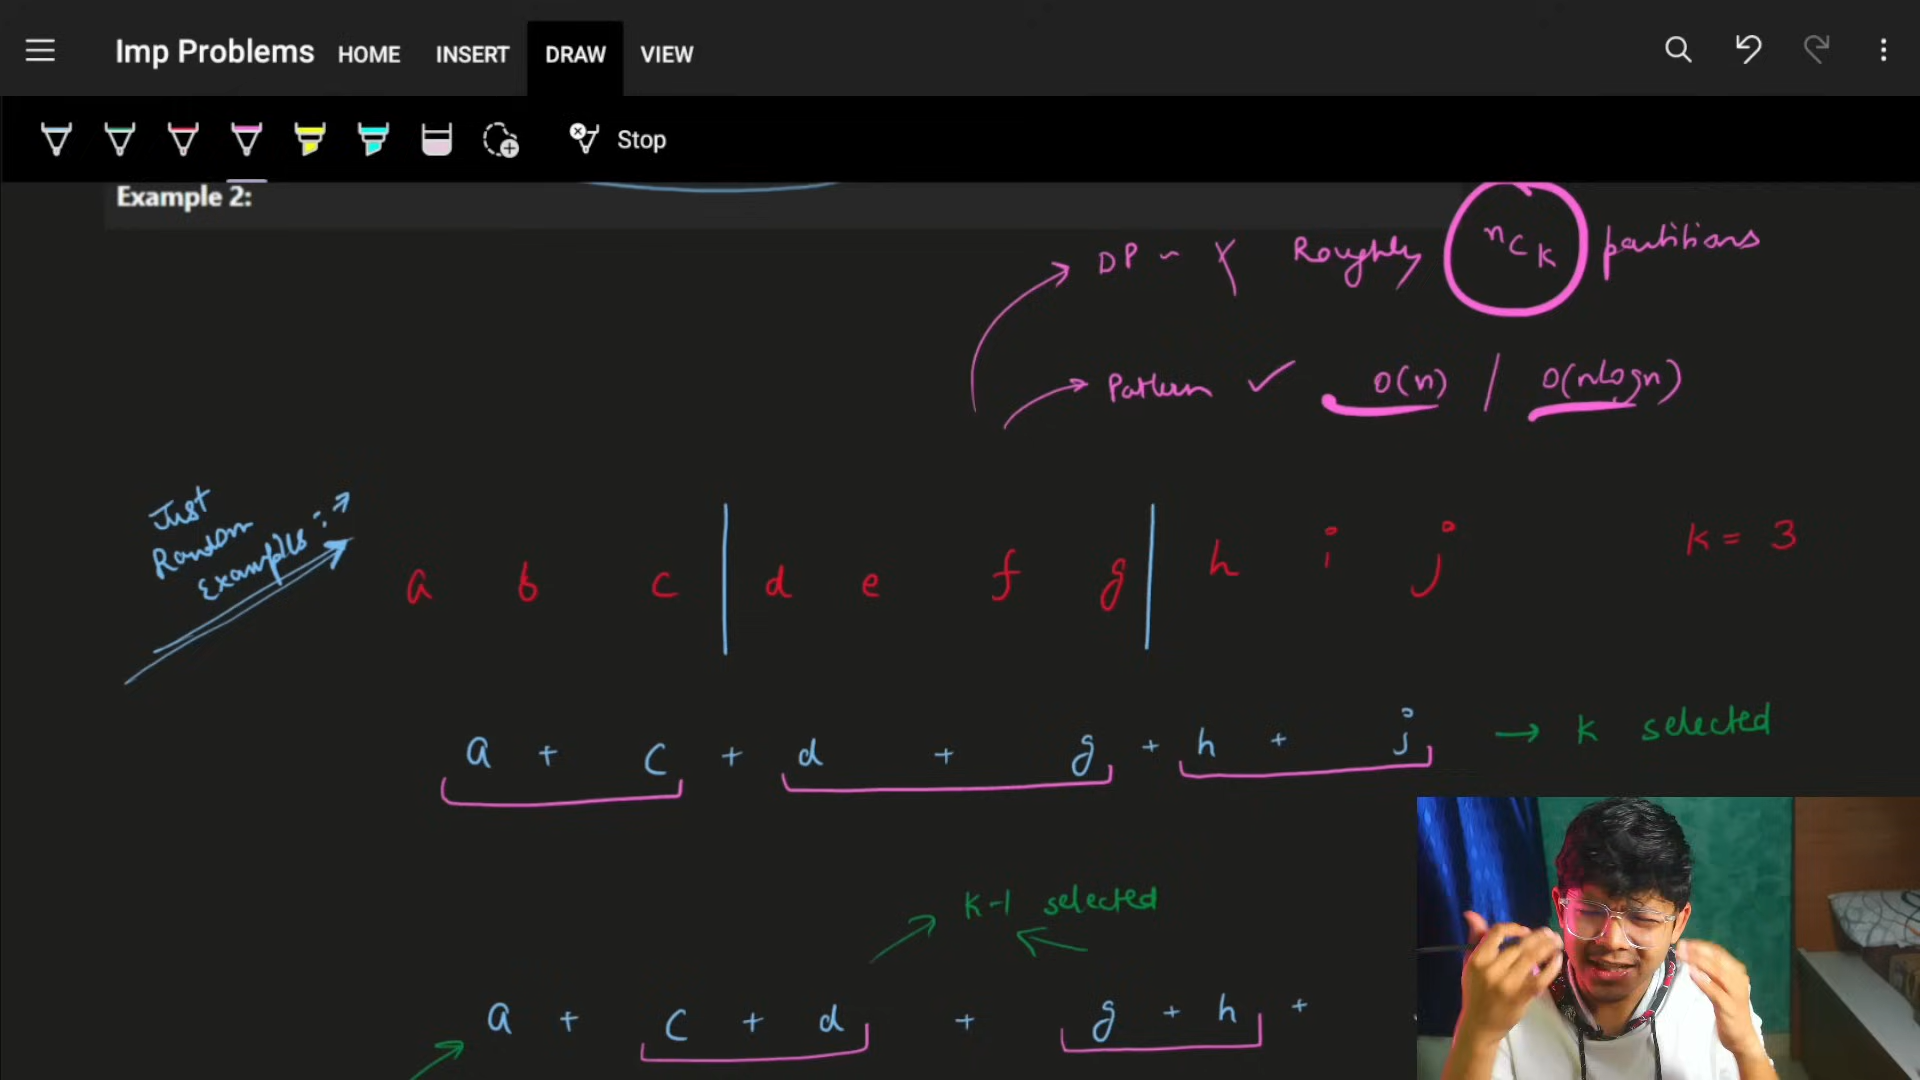 Imp Problems HOME INSERT DRAW VIEW
Stop
Example 2:
DP ~ X Roughly nCk partitions
Pattern ✓ O(n) / O(nlogn)
Just
Random
Examples :
a b c | d e f g | h i j k = 3
a + c + d + g + h + j → k selected
k-1 selected
a + c + d + g + h +